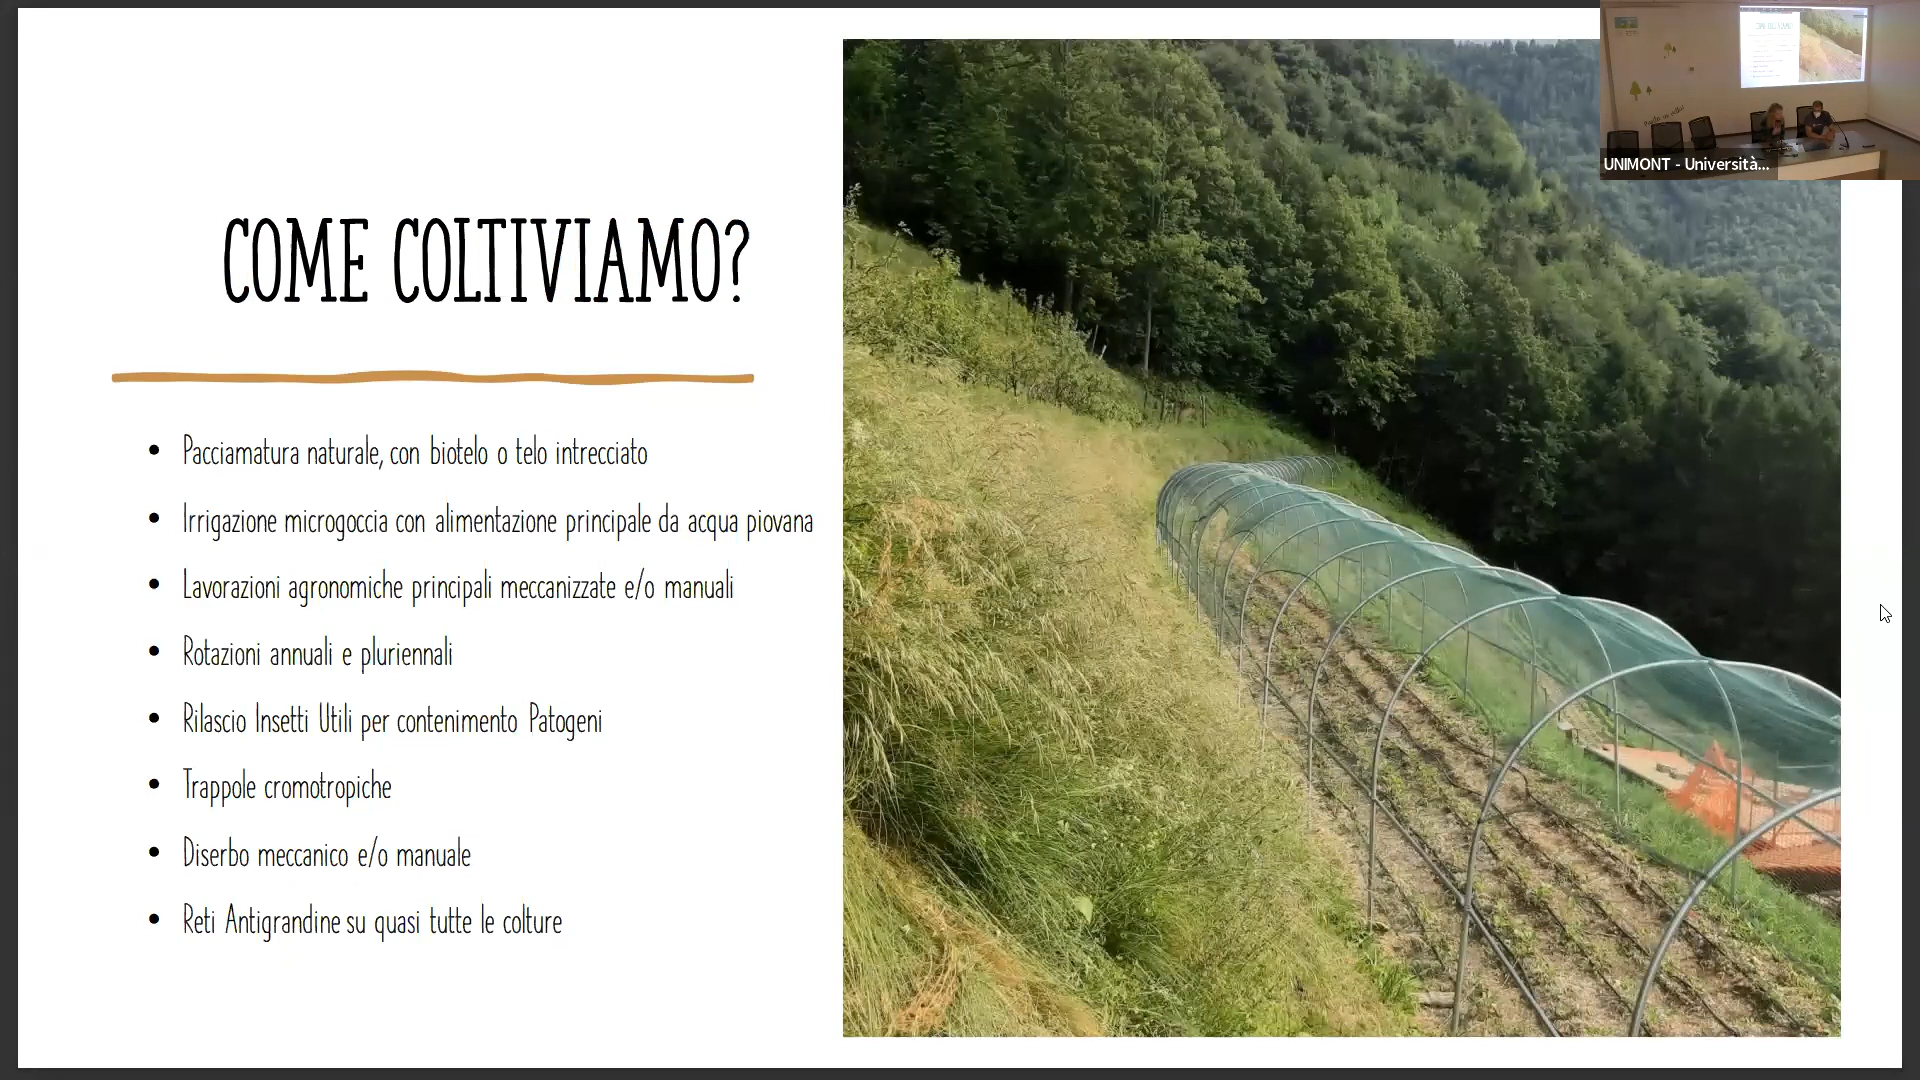 COME COLTIVIAMO?
• Pacciamatura naturale, con biotelo o telo intrecciato
• Irrigazione microgoccia con alimentazione principale da acqua piovana
• Lavorazioni agronomiche principali meccanizzate e/o manuali
• Rotazioni annuali e pluriennali
• Rilascio Insetti Utili per contenimento Patogeni
• Trappole cromotropiche
• Diserbo meccanico e/o manuale
• Reti Antigrandine su quasi tutte le colture
COME COLTIVIAMO?
UNIMONT - Università...